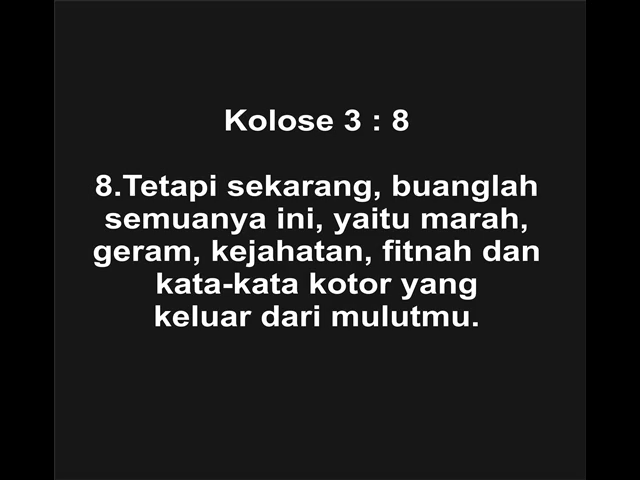 Kolose 3 : 8
8.Tetapi sekarang, buanglah
semuanya ini, yaitu marah,
geram, kejahatan, fitnah dan
kata-kata kotor yang
keluar dari mulutmu.